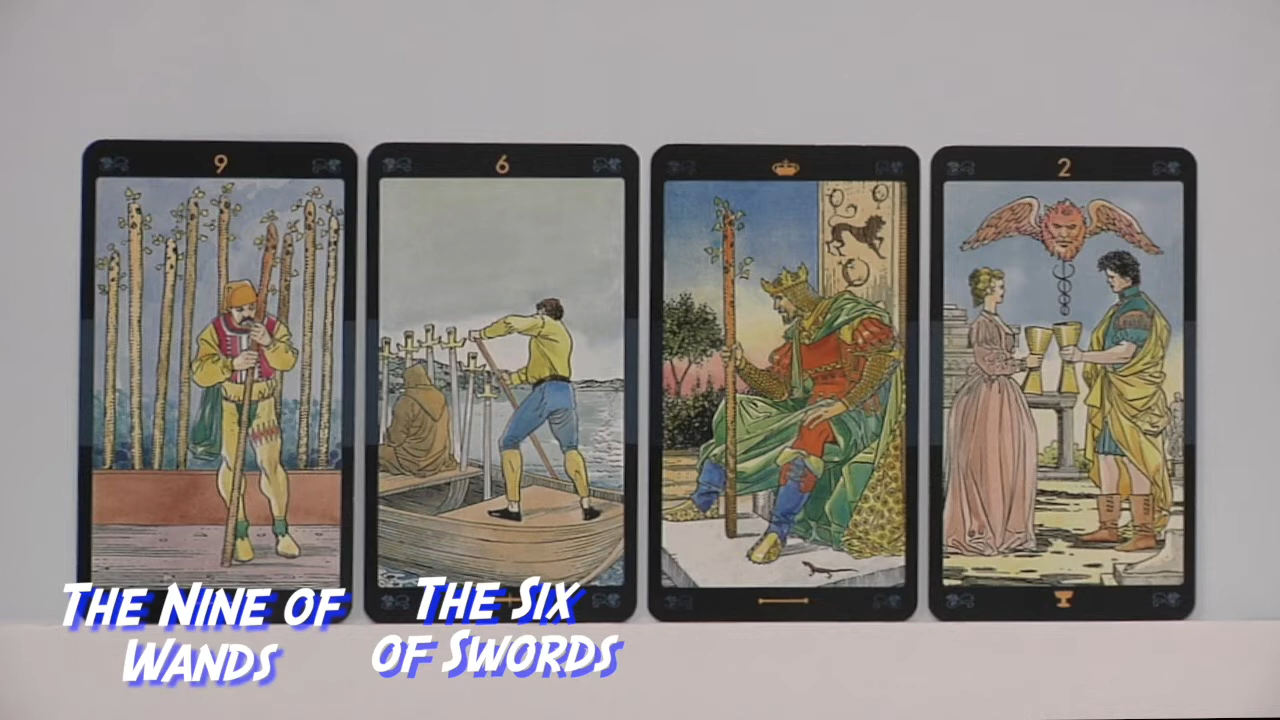 9
6
2
The Nine of
Wands
The Six
of Swords